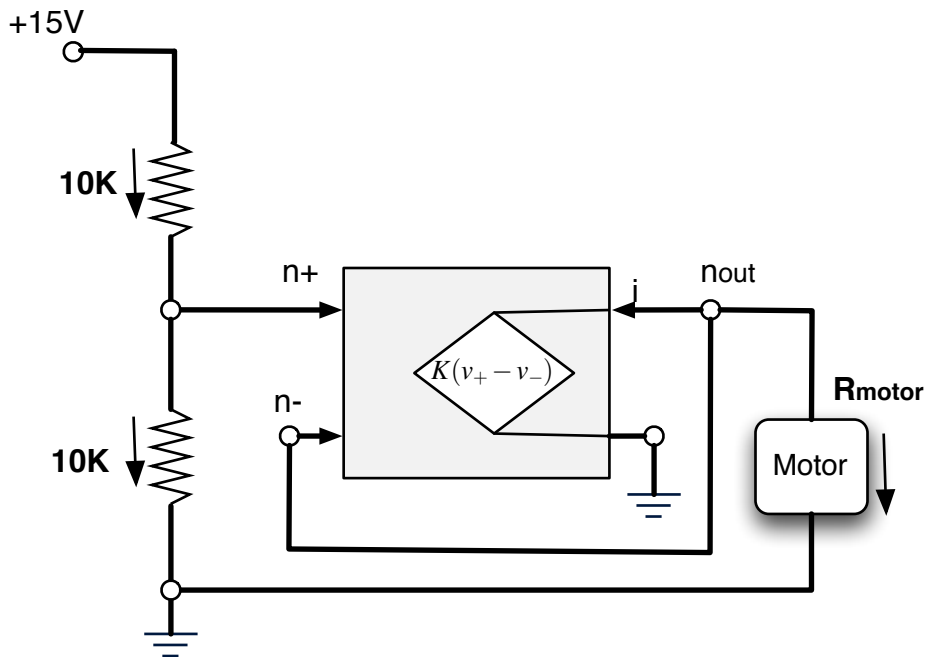 +15V
10K
n+
i
nout
K(v₊ − v₋)
Rmotor
n-
10K
Motor